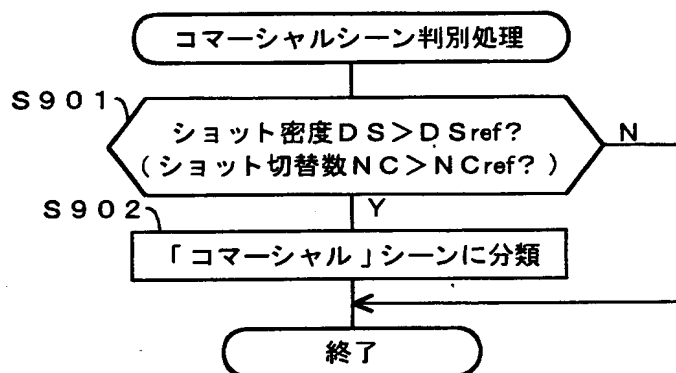 コマーシャルシーン判別処理
S901
ショット密度DS>DSref?
(ショット切替数NC>NCref?)
N
S902
Y
「コマーシャル」シーンに分類
終了